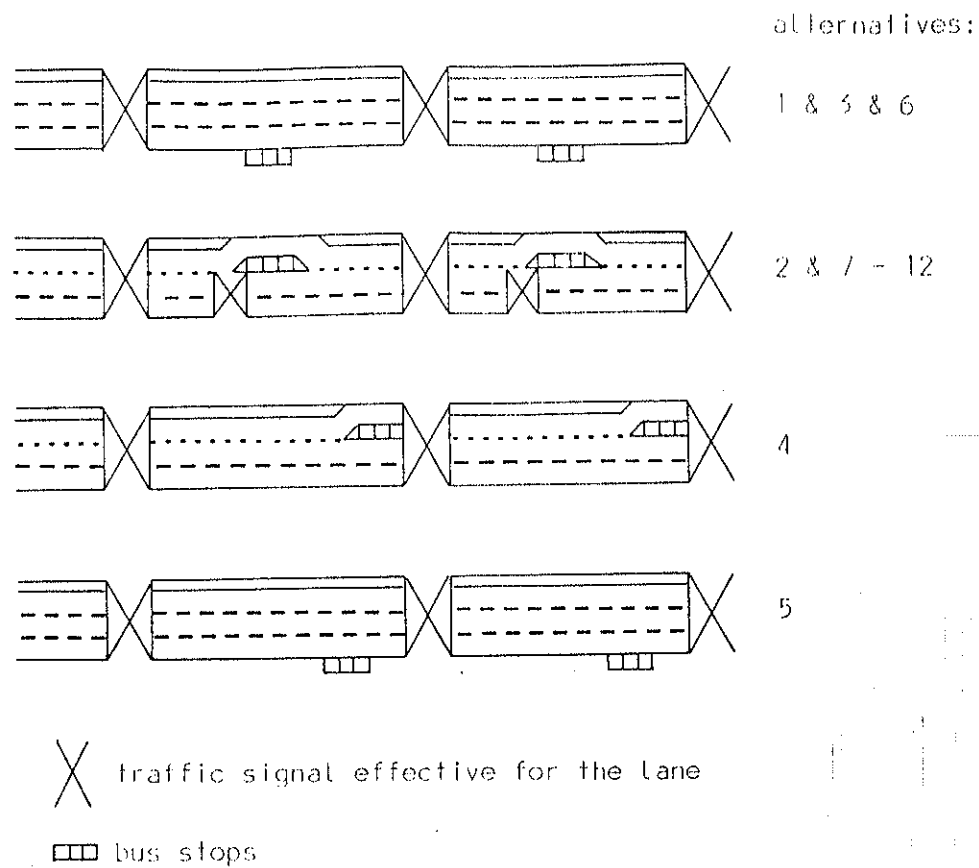 alternatives:
1 & 3 & 6
2 & 7 - 12
4
5
traffic signal effective for the lane
bus stops